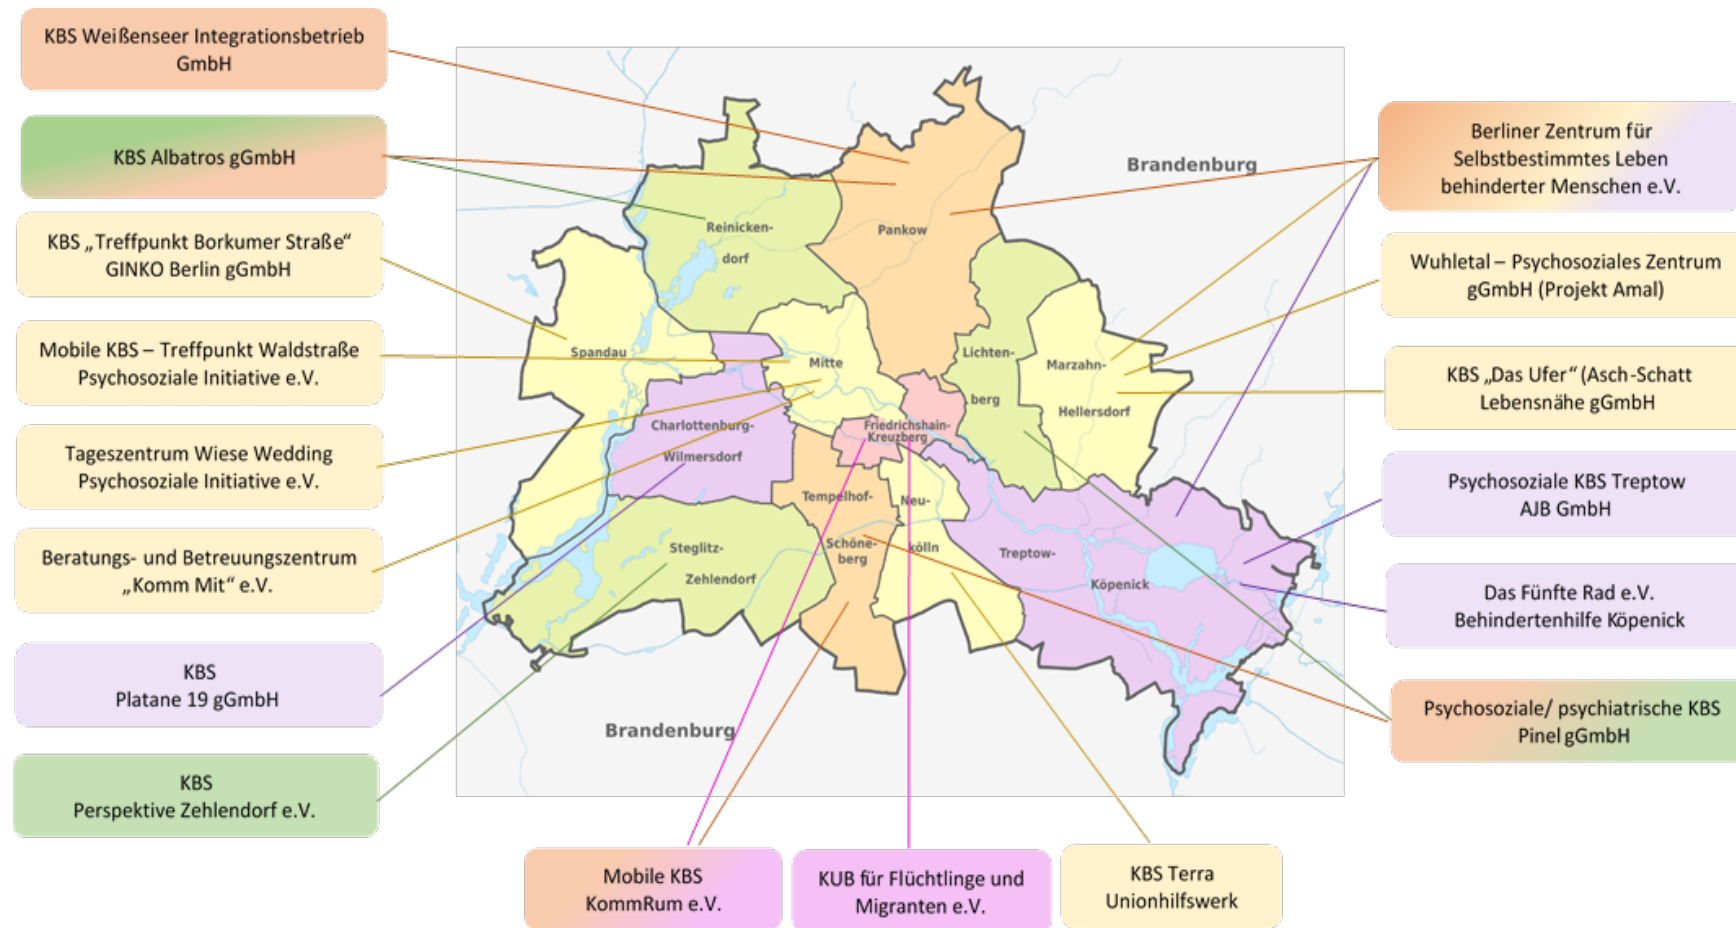 KBS Weißenseer Integrationsbetrieb
GmbH
KBS Albatros gGmbH
KBS „Treffpunkt Borkumer Straße“
GINKO Berlin gGmbH
Mobile KBS – Treffpunkt Waldstraße
Psychosoziale Initiative e.V.
Tageszentrum Wiese Wedding
Psychosoziale Initiative e.V.
Beratungs- und Betreuungszentrum
„Komm Mit“ e.V.
KBS
Platane 19 gGmbH
KBS
Perspektive Zehlendorf e.V.
Brandenburg
Reinicken-
dorf
Pankow
Spandau
Mitte
Lichten-
berg
Marzahn-
Hellersdorf
Charlottenburg-
Wilmersdorf
Friedrichshain-
Kreuzberg
Tempelhof-
Schöne-
berg
Neu-
kölln
Steglitz-
Zehlendorf
Treptow-
Köpenick
Brandenburg
Berliner Zentrum für
Selbstbestimmtes Leben
behinderter Menschen e.V.
Wuhletal – Psychosoziales Zentrum
gGmbH (Projekt Amal)
KBS „Das Ufer“ (Asch-Schatt
Lebensnähe gGmbH
Psychosoziale KBS Treptow
AJB GmbH
Das Fünfte Rad e.V.
Behindertenhilfe Köpenick
Psychosoziale/ psychiatrische KBS
Pinel gGmbH
Mobile KBS
KommRum e.V.
KUB für Flüchtlinge und
Migranten e.V.
KBS Terra
Unionhilfswerk